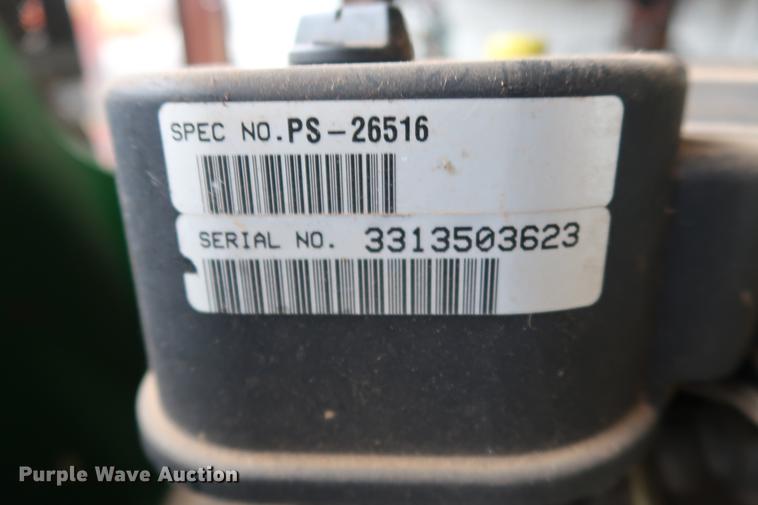 SPEC NO. PS-26516
SERIAL NO. 3313503623
Purple Wave Auction